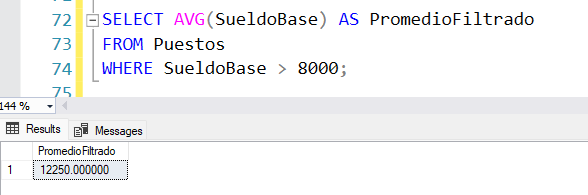 72 SELECT AVG(SueldoBase) AS PromedioFiltrado
73 FROM Puestos
74 WHERE SueldoBase > 8000;
75
144 %
Results Messages
PromedioFiltrado
1 12250.000000